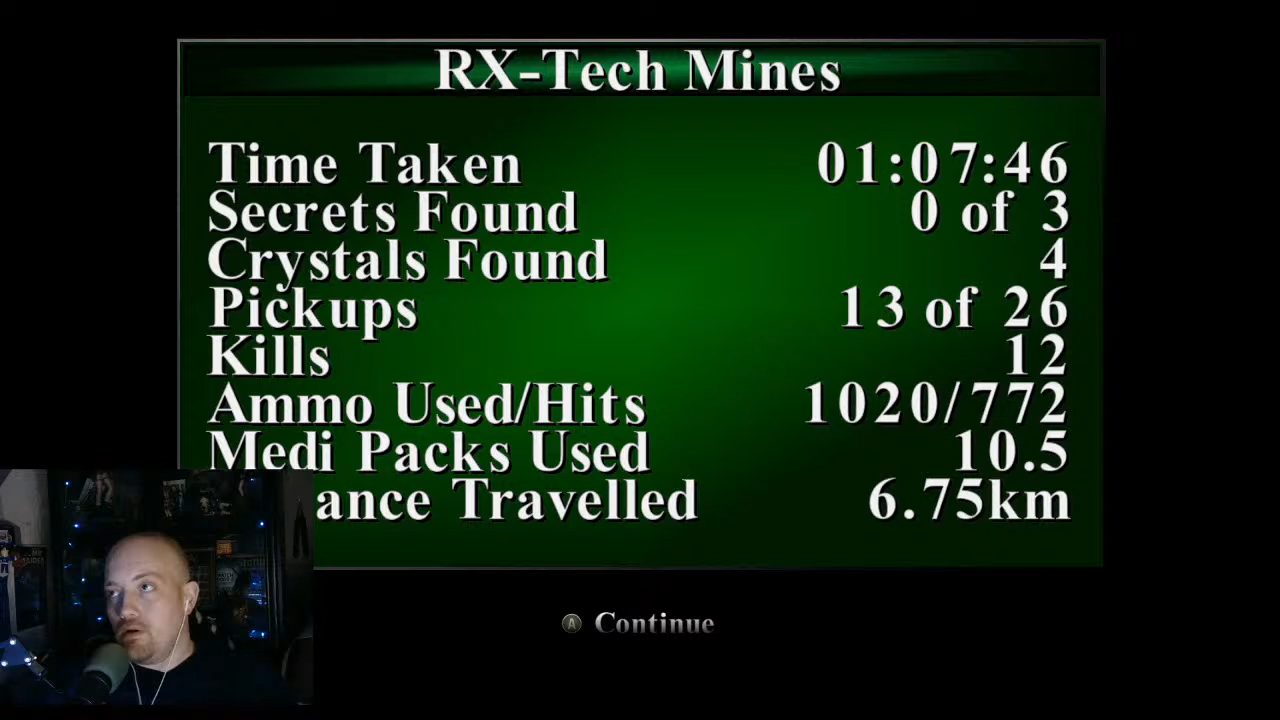 RX-Tech Mines
Time Taken 01:07:46
Secrets Found 0 of 3
Crystals Found 4
Pickups 13 of 26
Kills 12
Ammo Used/Hits 1020/772
Medi Packs Used 10.5
ance Travelled 6.75km
A Continue